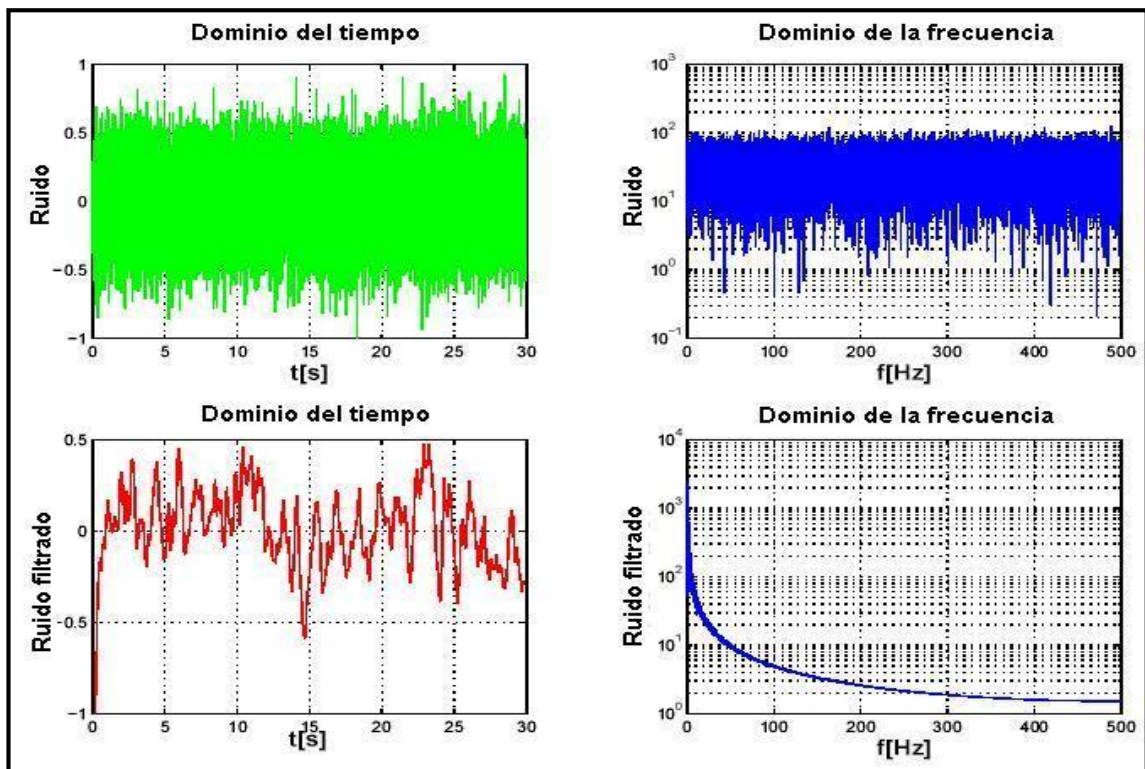 Dominio del tiempo
Ruido
1
0.5
0
−0.5
−1
0 5 10 15 20 25 30
t[s]
Dominio de la frecuencia
Ruido
10³
10²
10¹
10⁰
10⁻¹
0 100 200 300 400 500
f[Hz]
Dominio del tiempo
Ruido filtrado
0.5
0
−0.5
−1
0 5 10 15 20 25 30
t[s]
Dominio de la frecuencia
Ruido filtrado
10⁴
10³
10²
10¹
10⁰
0 100 200 300 400 500
f[Hz]